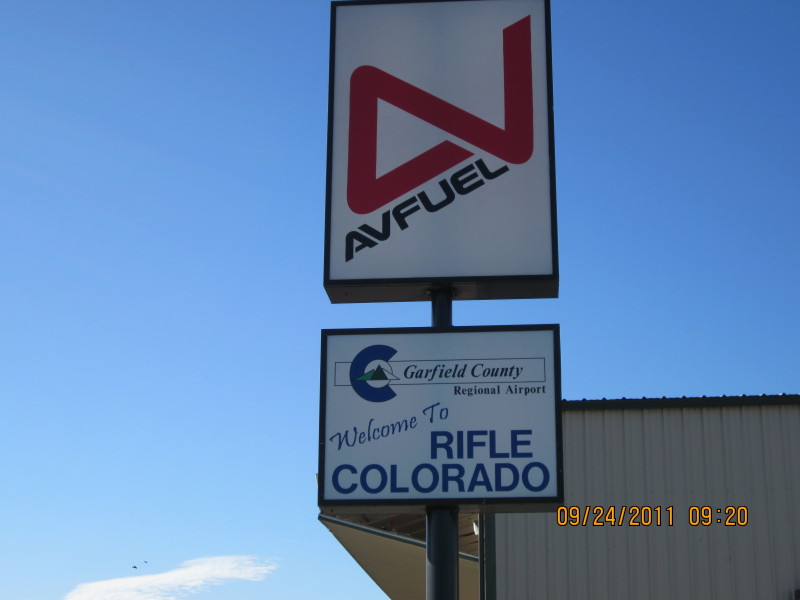 AVFUEL
Garfield County
Regional Airport
Welcome To
RIFLE
COLORADO
09/24/2011 09:20